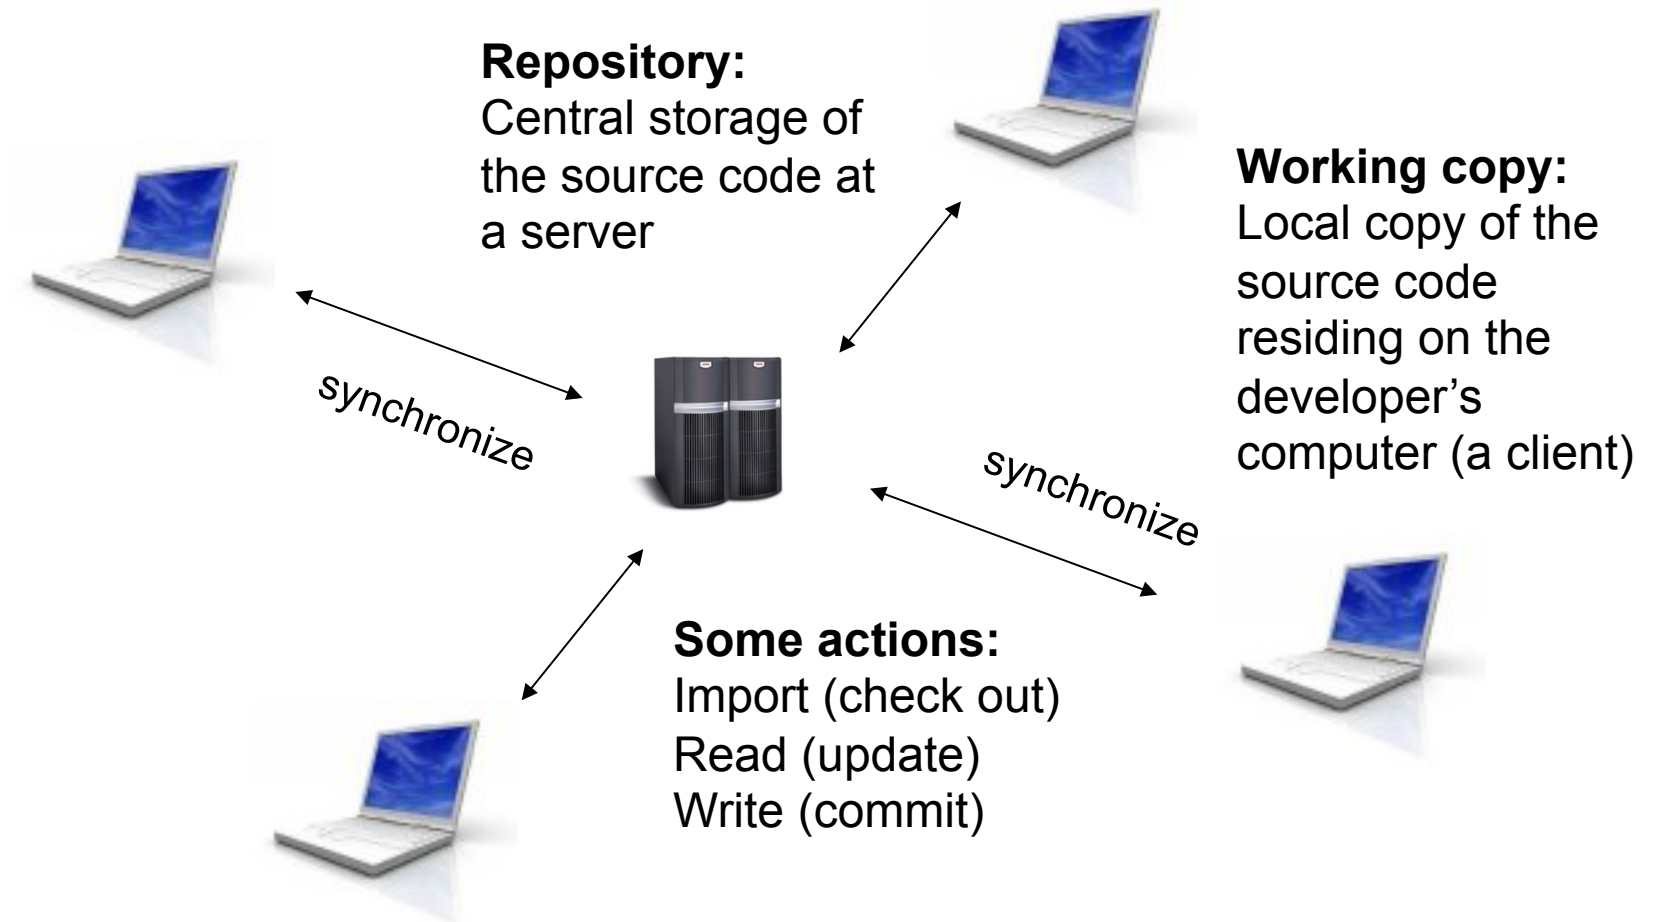 Repository:
Central storage of
the source code at
a server
Working copy:
Local copy of the
source code
residing on the
developer’s
computer (a client)
synchronize
synchronize
Some actions:
Import (check out)
Read (update)
Write (commit)